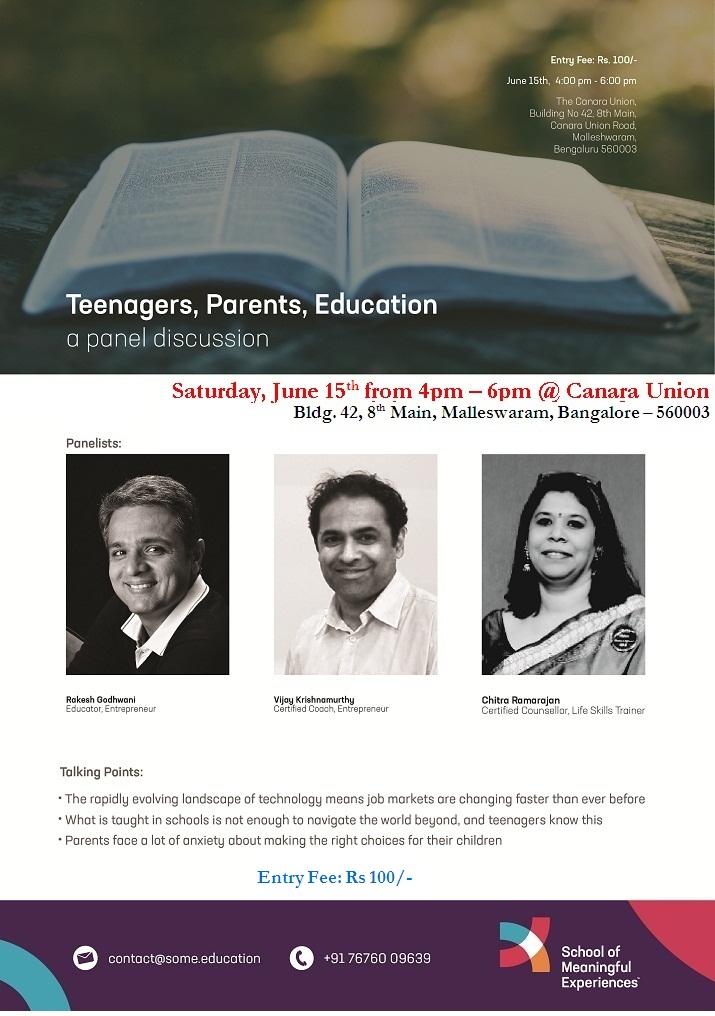 Entry Fee: Rs. 100/-
June 15th, 4:00 pm - 6:00 pm
The Canara Union,
Building No 42, 8th Main,
Canara Union Road,
Malleshwaram,
Bengaluru 560003
Teenagers, Parents, Education
a panel discussion
Saturday, June 15th from 4pm – 6pm @ Canara Union
Bldg. 42, 8th Main, Malleswaram, Bangalore – 560003
Panelists:
Rakesh Godhwani
Educator, Entrepreneur
Vijay Krishnamurthy
Certified Coach, Entrepreneur
Chitra Ramarajan
Certified Counsellor, Life Skills Trainer
Talking Points:
• The rapidly evolving landscape of technology means job markets are changing faster than ever before
• What is taught in schools is not enough to navigate the world beyond, and teenagers know this
• Parents face a lot of anxiety about making the right choices for their children
Entry Fee: Rs 100/-
contact@some.education
+91 76760 09639
School of
Meaningful
Experiences™